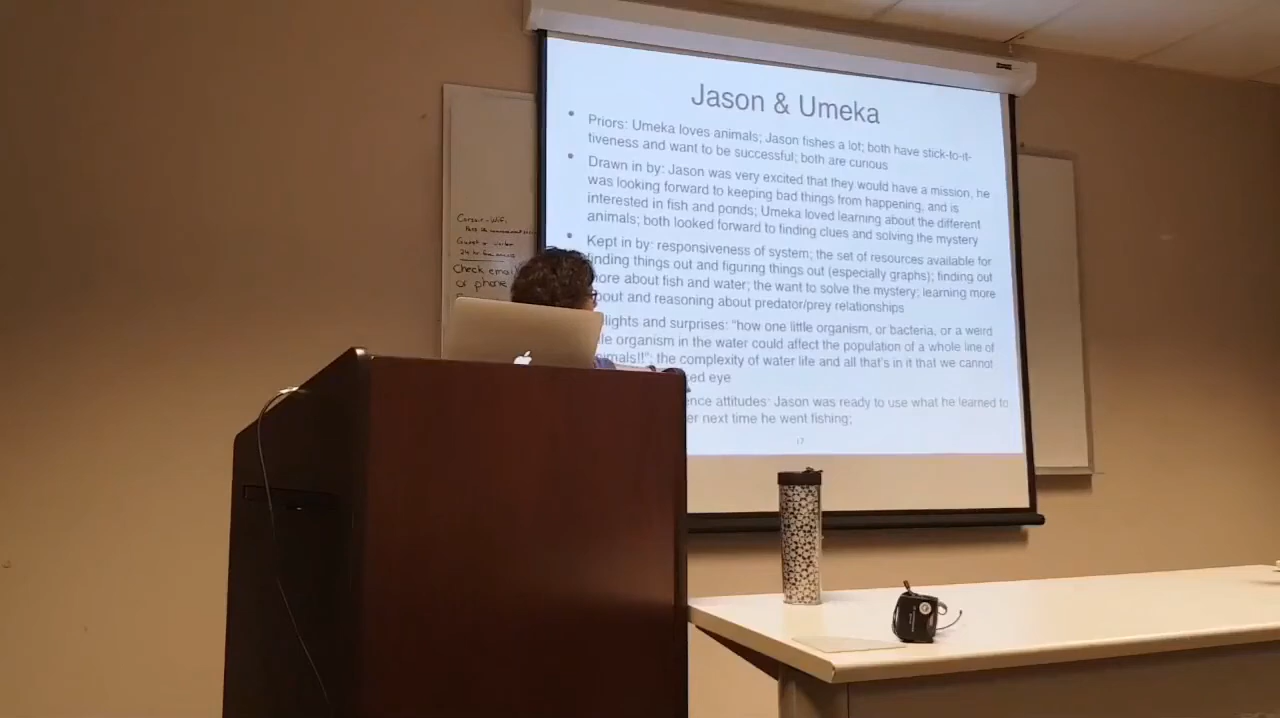 Jason & Umeka
• Priors: Umeka loves animals; Jason fishes a lot; both have stick-to-it-
tiveness and want to be successful; both are curious
• Drawn in by: Jason was very excited that they would have a mission, he
was looking forward to keeping bad things from happening, and is
interested in fish and ponds; Umeka loved learning about the different
animals; both looked forward to finding clues and solving the mystery
• Kept in by: responsiveness of system; the set of resources available for
finding things out and figuring things out (especially graphs); finding out
more about fish and water; the want to solve the mystery; learning more
about and reasoning about predator/prey relationships
lights and surprises: "how one little organism, or bacteria, or a weird
le organism in the water could affect the population of a whole line of
imals!!"; the complexity of water life and all that's in it that we cannot
ked eye
ence attitudes: Jason was ready to use what he learned to
er next time he went fishing;
17
Check email
or phone